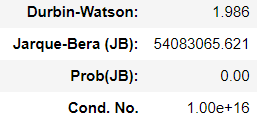 Durbin-Watson: 1.986
Jarque-Bera (JB): 54083065.621
Prob(JB): 0.00
Cond. No. 1.00e+16